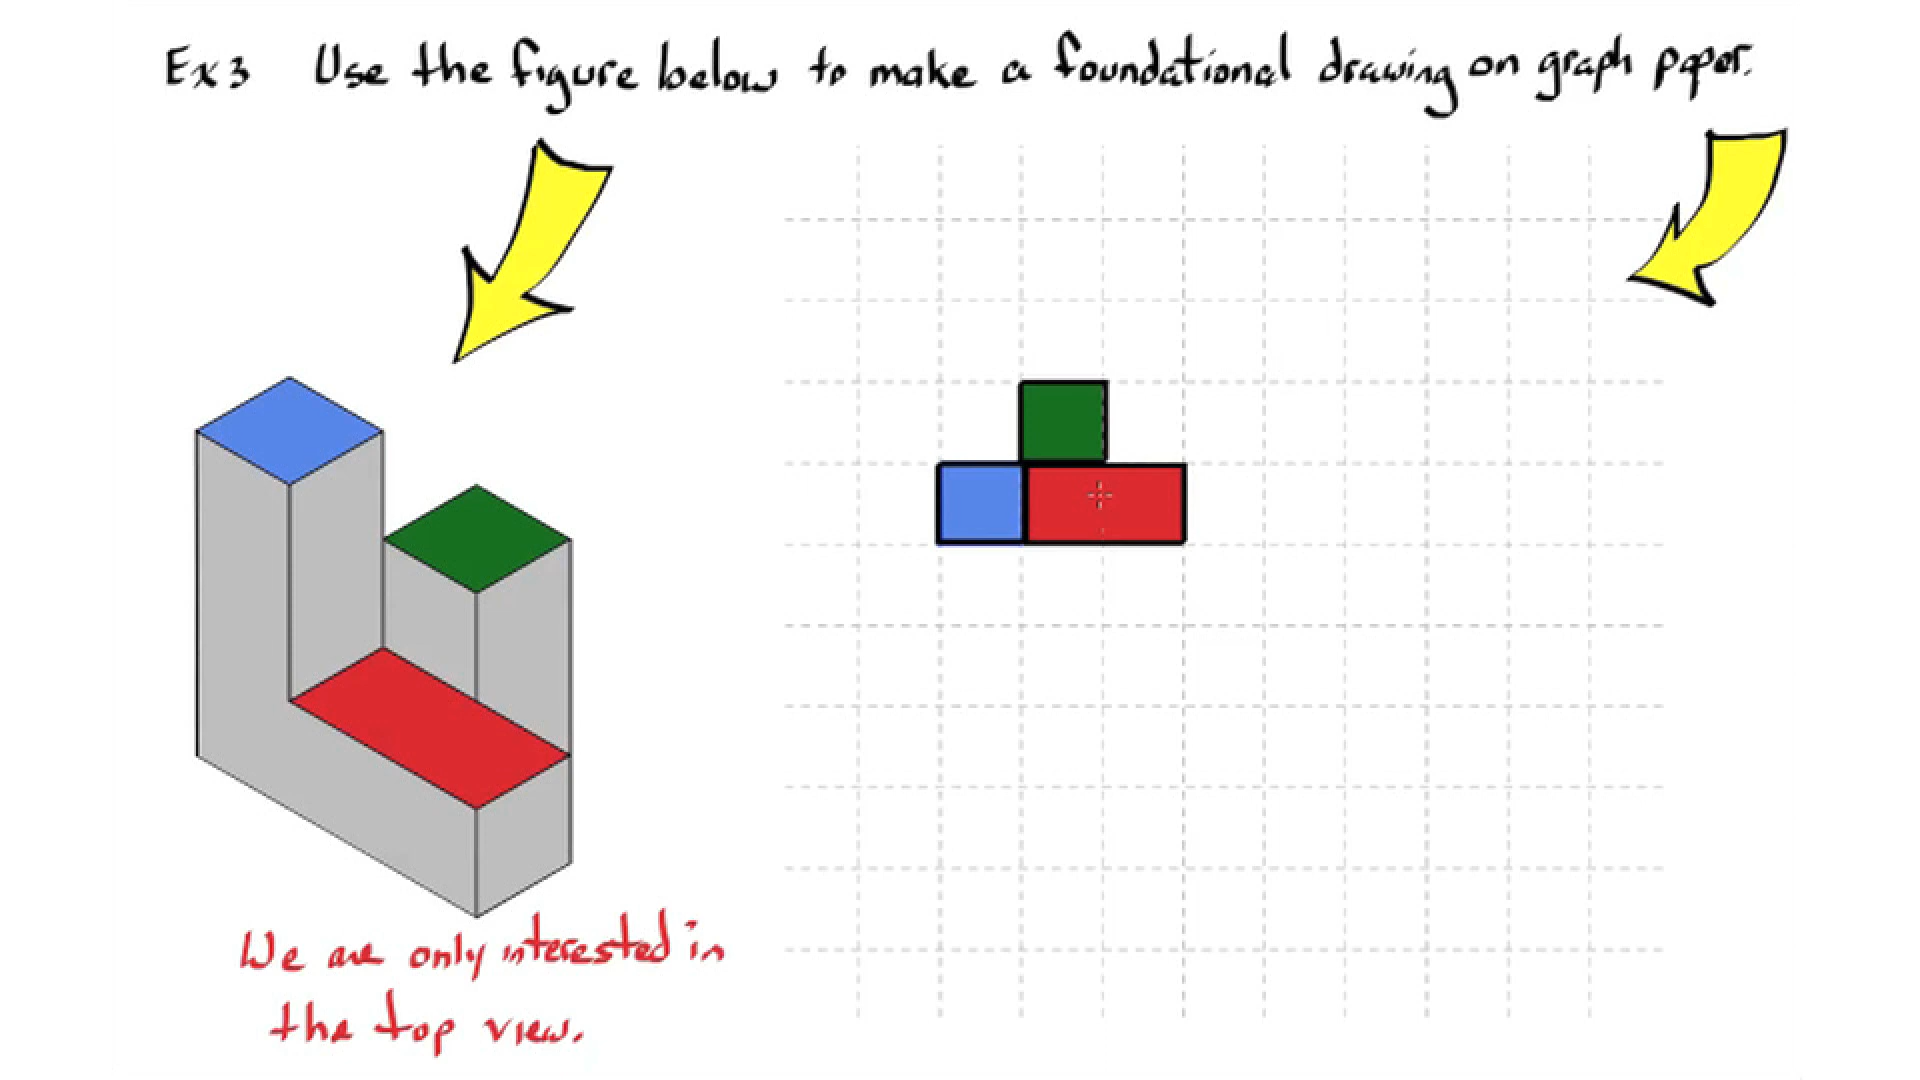 Ex 3 Use the figure below to make a foundational drawing on graph paper.
We are only interested in
the top view.